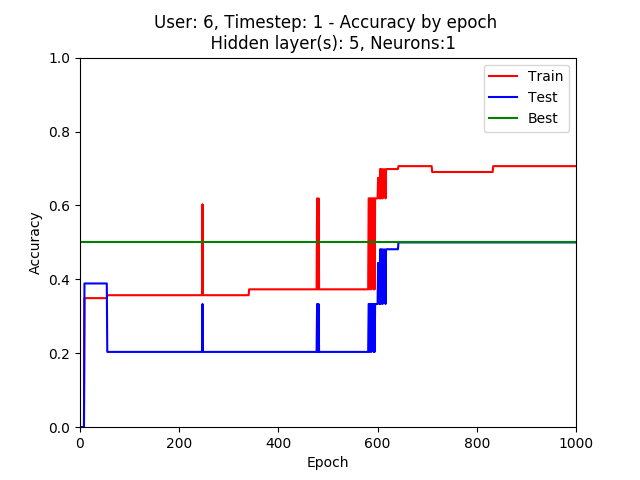 User: 6, Timestep: 1 - Accuracy by epoch
Hidden layer(s): 5, Neurons:1
1.0
Train
Test
Best
0.8
0.6
Accuracy
0.4
0.2
0.0
0 200 400 600 800 1000
Epoch